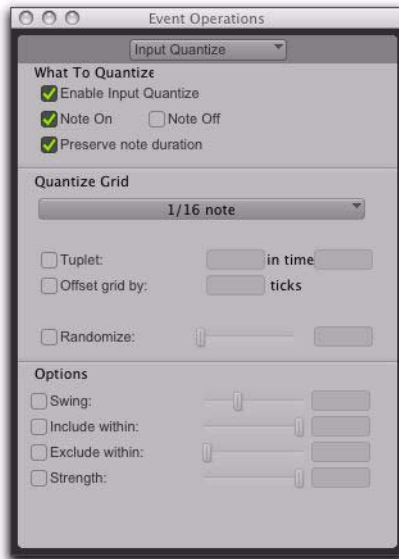 Event Operations
Input Quantize
What To Quantize
Enable Input Quantize
Note On Note Off
Preserve note duration
Quantize Grid
1/16 note
Tuplet: in time
Offset grid by: ticks
Randomize:
Options
Swing:
Include within:
Exclude within:
Strength: